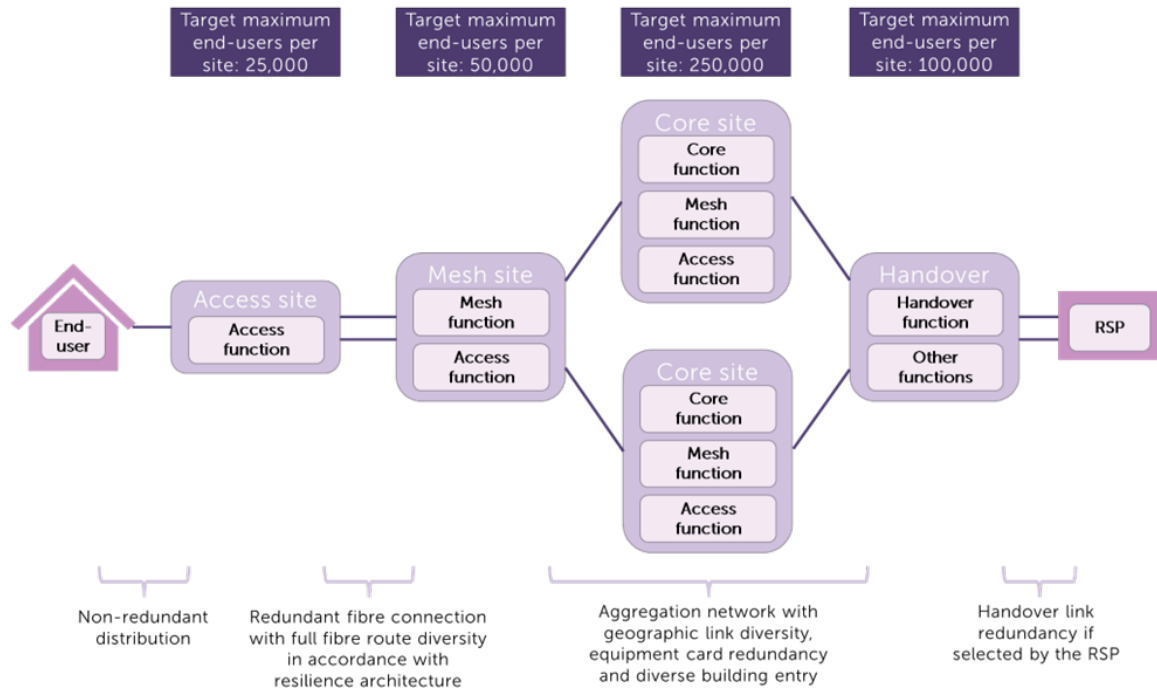 Target maximum
end-users per
site: 25,000
Target maximum
end-users per
site: 50,000
Target maximum
end-users per
site: 250,000
Target maximum
end-users per
site: 100,000
End-
user
Access site
Access
function
Mesh site
Mesh
function
Access
function
Core site
Core
function
Mesh
function
Access
function
Core site
Core
function
Mesh
function
Access
function
Handover
Handover
function
Other
functions
RSP
Non-redundant
distribution
Redundant fibre connection
with full fibre route diversity
in accordance with
resilience architecture
Aggregation network with
geographic link diversity,
equipment card redundancy
and diverse building entry
Handover link
redundancy if
selected by the RSP